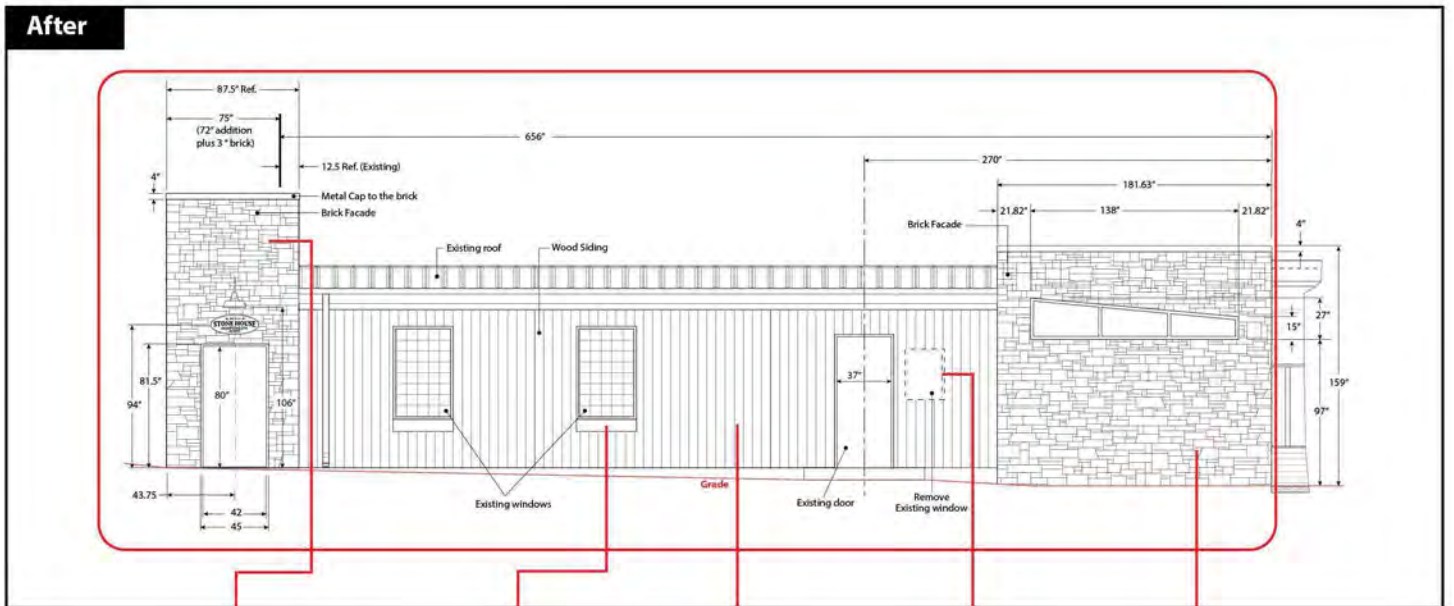 After
87.5" Ref.
75"
(72" addition
plus 3 " brick)
656"
12.5 Ref. (Existing)
270"
181.63"
4"
Metal Cap to the brick
Brick Facade
21.82"
138"
21.82"
Brick Facade
4"
Existing roof
Wood Siding
STONE HOUSE
27"
15"
81.5"
94"
80"
106"
37"
159"
97"
Grade
43.75
42
45
Existing windows
Existing door
Remove
Existing window